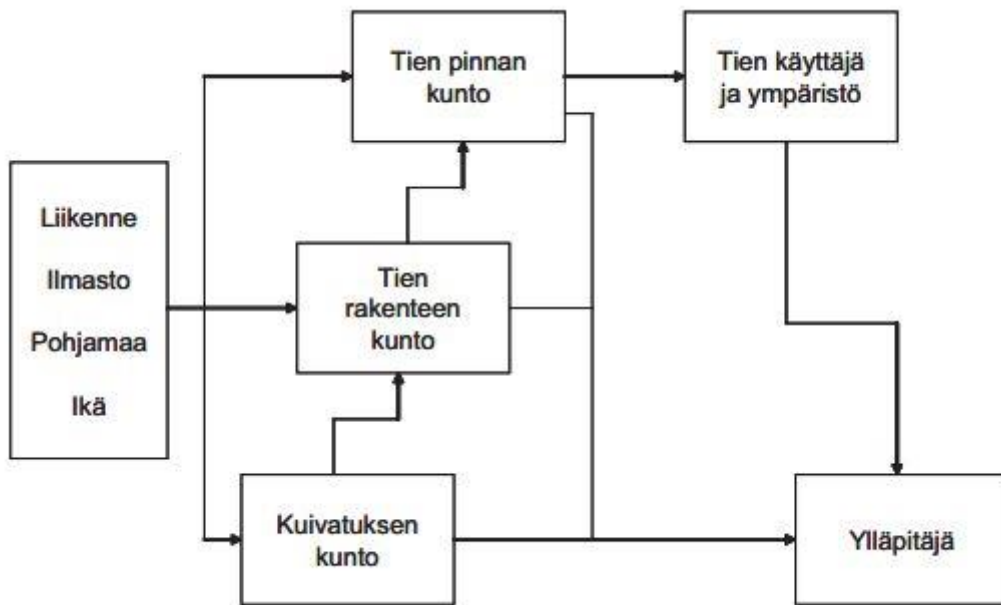 Tien pinnan
kunto
Tien käyttäjä
ja ympäristö
Liikenne
Ilmasto
Pohjamaa
Ikä
Tien
rakenteen
kunto
Kuivatuksen
kunto
Ylläpitäjä